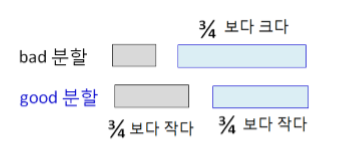 ¾ 보다 크다
bad 분할
good 분할
¾ 보다 작다 ¾ 보다 작다